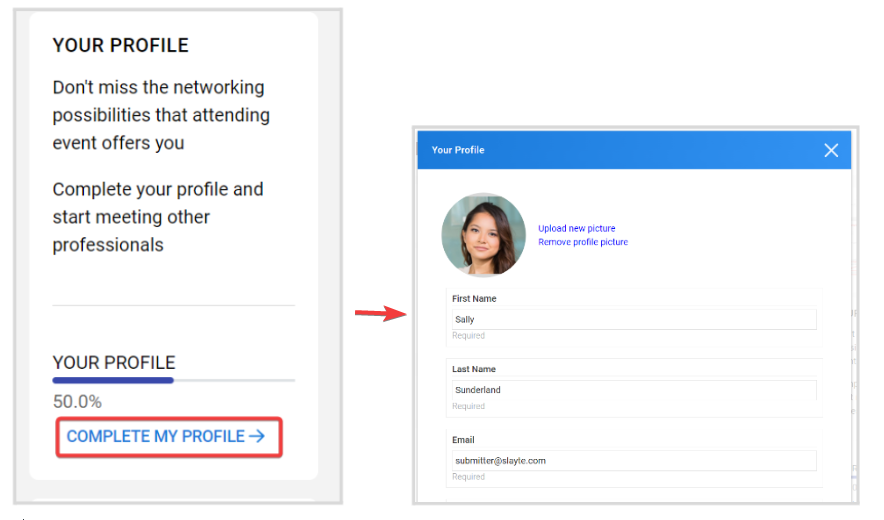 YOUR PROFILE
Don't miss the networking
possibilities that attending
event offers you
Complete your profile and
start meeting other
professionals
YOUR PROFILE
50.0%
COMPLETE MY PROFILE →
Your Profile
Upload new picture
Remove profile picture
First Name
Sally
Required
Last Name
Sunderland
Required
Email
submitter@slayte.com
Required